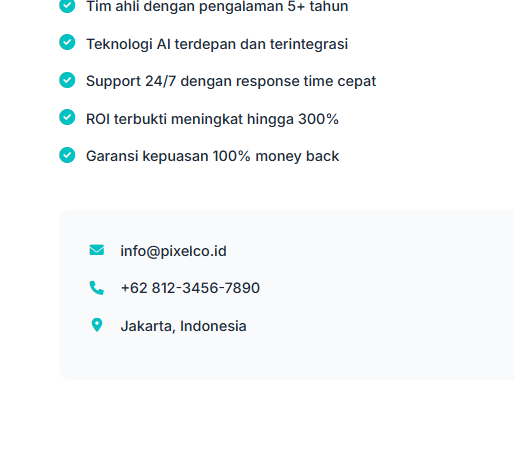 Tim ahli dengan pengalaman 5+ tahun
Teknologi AI terdepan dan terintegrasi
Support 24/7 dengan response time cepat
ROI terbukti meningkat hingga 300%
Garansi kepuasan 100% money back
info@pixelco.id
+62 812-3456-7890
Jakarta, Indonesia